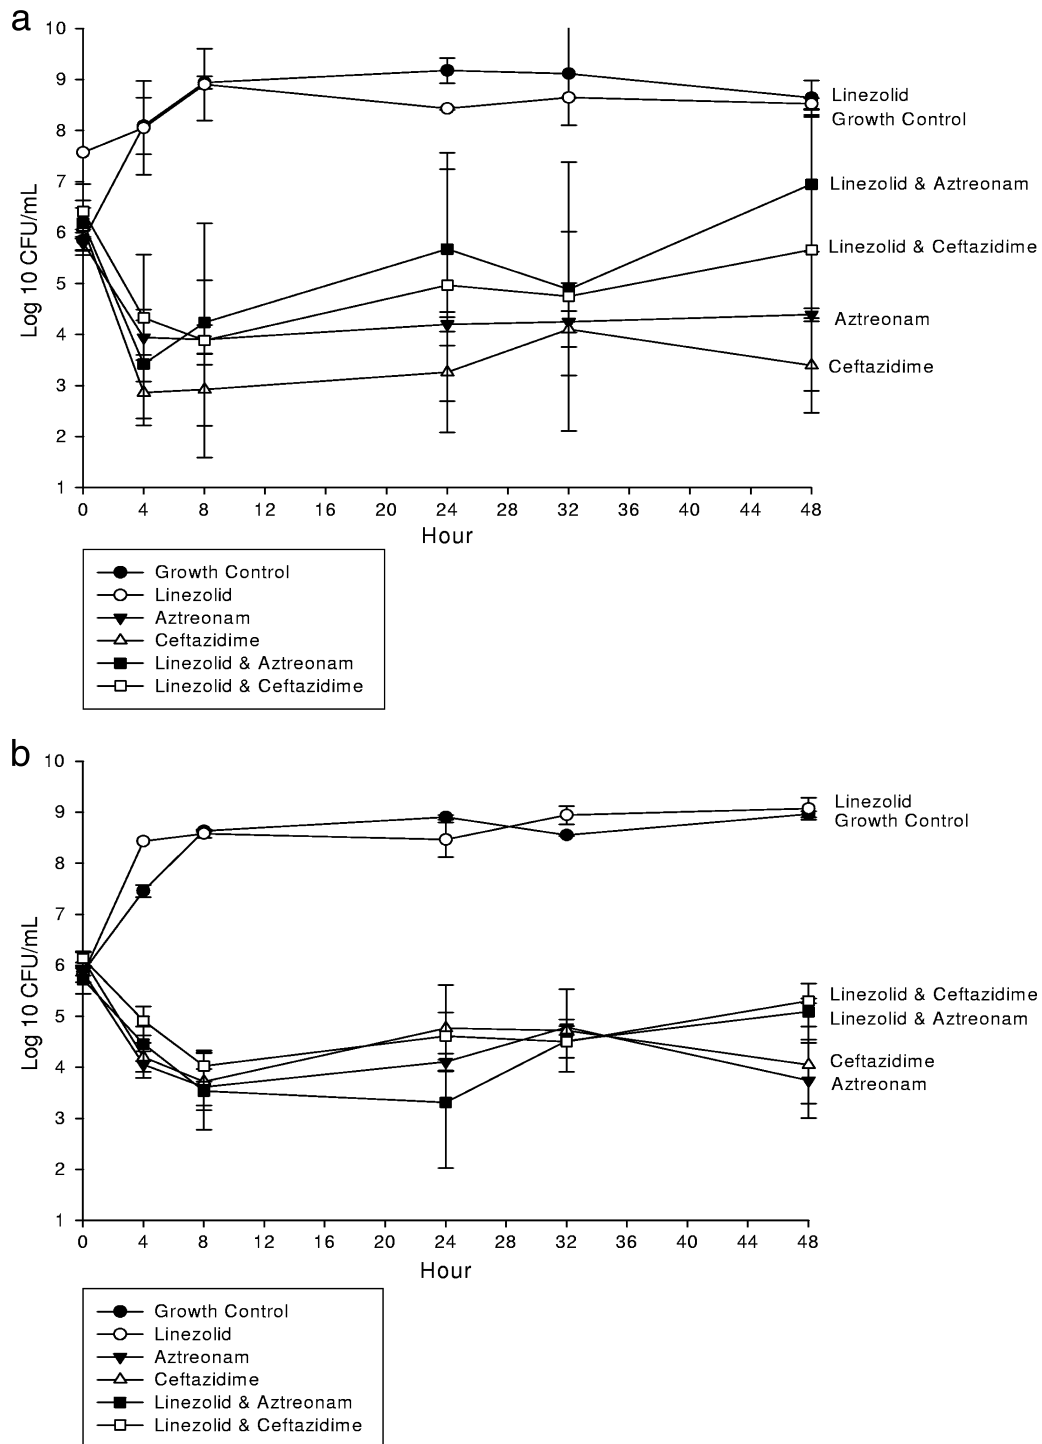 a
10
9
8
7
6
5
4
3
2
1
Log 10 CFU/mL
0 4 8 12 16 20 24 28 32 36 40 44 48
Hour
Linezolid
Growth Control
Linezolid & Aztreonam
Linezolid & Ceftazidime
Aztreonam
Ceftazidime
Growth Control
Linezolid
Aztreonam
Ceftazidime
Linezolid & Aztreonam
Linezolid & Ceftazidime
b
10
9
8
7
6
5
4
3
2
1
Log 10 CFU/mL
0 4 8 12 16 20 24 28 32 36 40 44 48
Hour
Linezolid
Growth Control
Linezolid & Ceftazidime
Linezolid & Aztreonam
Ceftazidime
Aztreonam
Growth Control
Linezolid
Aztreonam
Ceftazidime
Linezolid & Aztreonam
Linezolid & Ceftazidime